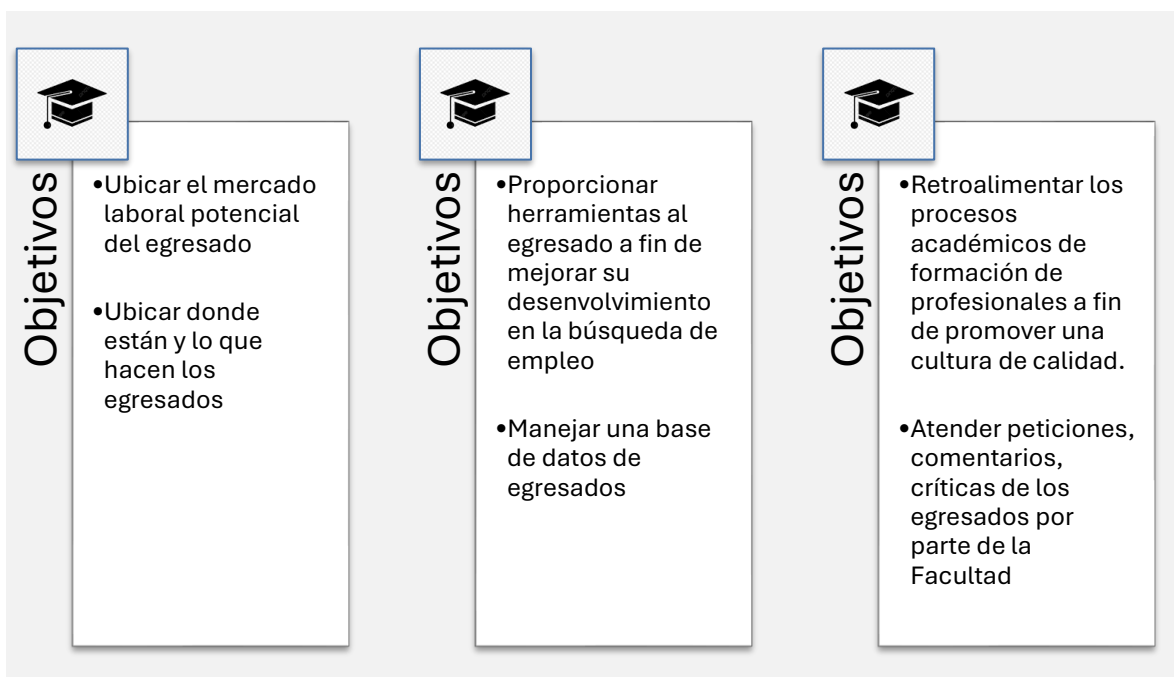 Objetivos
•Ubicar el mercado
laboral potencial
del egresado
•Ubicar donde
están y lo que
hacen los
egresados
Objetivos
•Proporcionar
herramientas al
egresado a fin de
mejorar su
desenvolvimiento
en la búsqueda de
empleo
•Manejar una base
de datos de
egresados
Objetivos
•Retroalimentar los
procesos
académicos de
formación de
profesionales a fin
de promover una
cultura de calidad.
•Atender peticiones,
comentarios,
críticas de los
egresados por
parte de la
Facultad